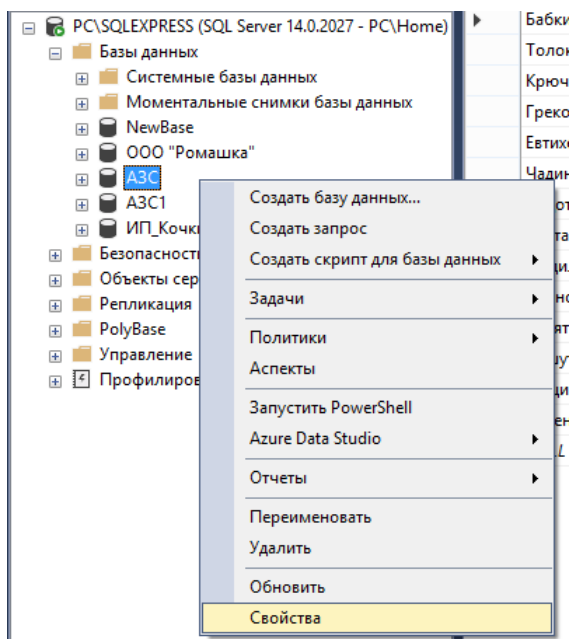 PC\SQLEXPRESS (SQL Server 14.0.2027 - PC\Home)
Базы данных
Системные базы данных
Моментальные снимки базы данных
NewBase
ООО "Ромашка"
АЗС
АЗС1
ИП_Кочк
Безопасност
Объекты сер
Репликация
PolyBase
Управление
Профилиров
Создать базу данных...
Создать запрос
Создать скрипт для базы данных
Задачи
Политики
Аспекты
Запустить PowerShell
Azure Data Studio
Отчеты
Переименовать
Удалить
Обновить
Свойства
Бабки
Толок
Крюч
Греко
Евтих
Чадин